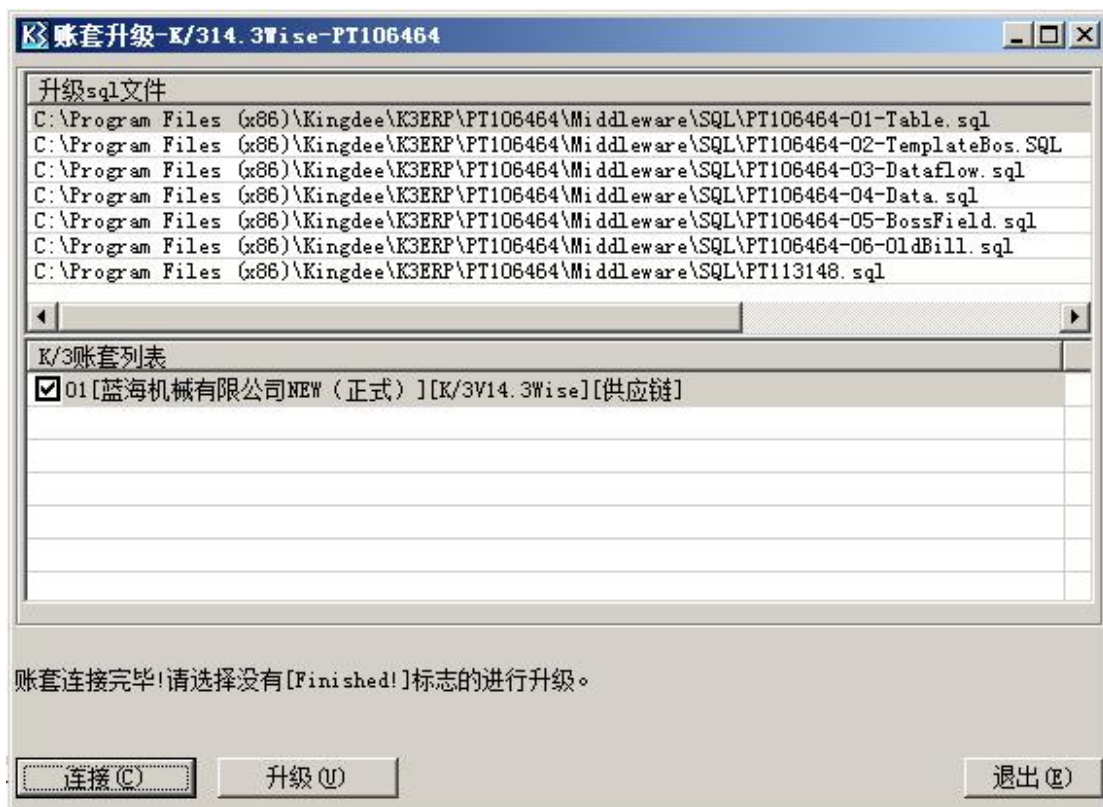 K3 账套升级-K/314.3Wise-PT106464
升级sql文件
C:\Program Files (x86)\Kingdee\K3ERP\PT106464\Middleware\SQL\PT106464-01-Table.sql
C:\Program Files (x86)\Kingdee\K3ERP\PT106464\Middleware\SQL\PT106464-02-TemplateBos.SQL
C:\Program Files (x86)\Kingdee\K3ERP\PT106464\Middleware\SQL\PT106464-03-Dataflow.sql
C:\Program Files (x86)\Kingdee\K3ERP\PT106464\Middleware\SQL\PT106464-04-Data.sql
C:\Program Files (x86)\Kingdee\K3ERP\PT106464\Middleware\SQL\PT106464-05-BossField.sql
C:\Program Files (x86)\Kingdee\K3ERP\PT106464\Middleware\SQL\PT106464-06-OldBill.sql
C:\Program Files (x86)\Kingdee\K3ERP\PT106464\Middleware\SQL\PT113148.sql
K/3账套列表
01[蓝海机械有限公司NEW（正式）][K/3V14.3Wise][供应链]
账套连接完毕!请选择没有[Finished!]标志的进行升级。
连接(C) 升级(U) 退出(E)